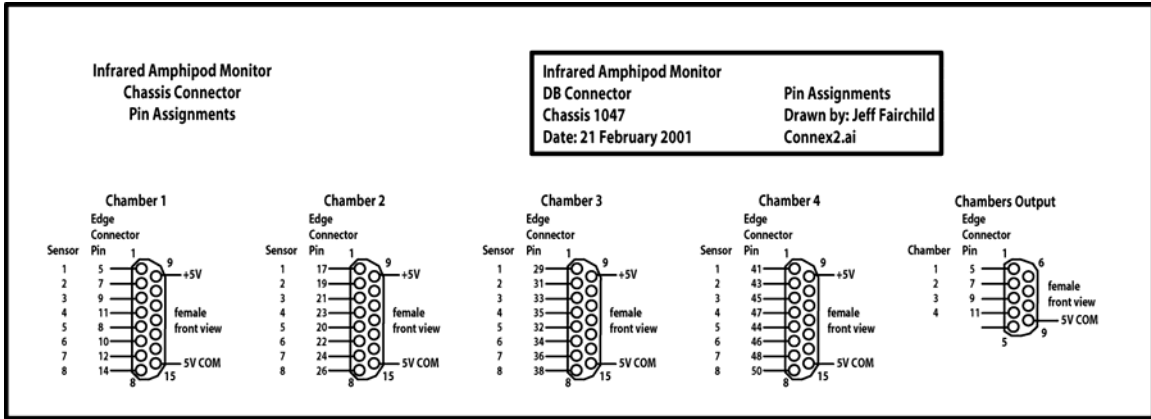 Infrared Amphipod Monitor
Chassis Connector
Pin Assignments
Infrared Amphipod Monitor
DB Connector Pin Assignments
Chassis 1047 Drawn by: Jeff Fairchild
Date: 21 February 2001 Connex2.ai
Chamber 1
Edge
Connector
Sensor Pin 1
1 5 9
+5V
2 7
3 9
4 11 female
5 8 front view
6 10
7 12 5V COM
8 14 15
8
Chamber 2
Edge
Connector
Sensor Pin 1
1 17 9
+5V
2 19
3 21
4 23 female
5 20 front view
6 22
7 24 5V COM
8 26 15
8
Chamber 3
Edge
Connector
Sensor Pin 1
1 29 9
+5V
2 31
3 33
4 35 female
5 32 front view
6 34
7 36 5V COM
8 38 15
8
Chamber 4
Edge
Connector
Sensor Pin 1
1 41 9
+5V
2 43
3 45
4 47 female
5 44 front view
6 46
7 48 5V COM
8 50 15
8
Chambers Output
Edge
Connector
Chamber Pin 1
1 5 6
2 7 female
3 9 front view
4 11 5V COM
5 9